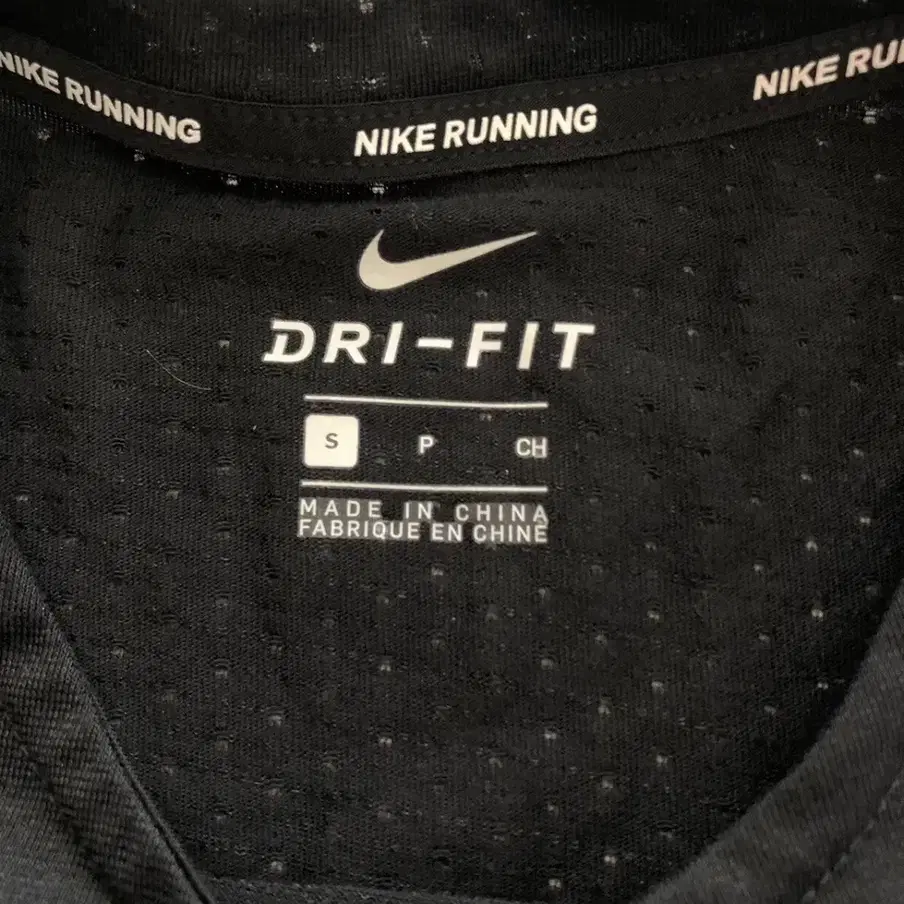 NIKE RUNNING NIKE RUNNING NIKE RU
DRI-FIT
S P CH
MADE IN CHINA
FABRIQUE EN CHINE